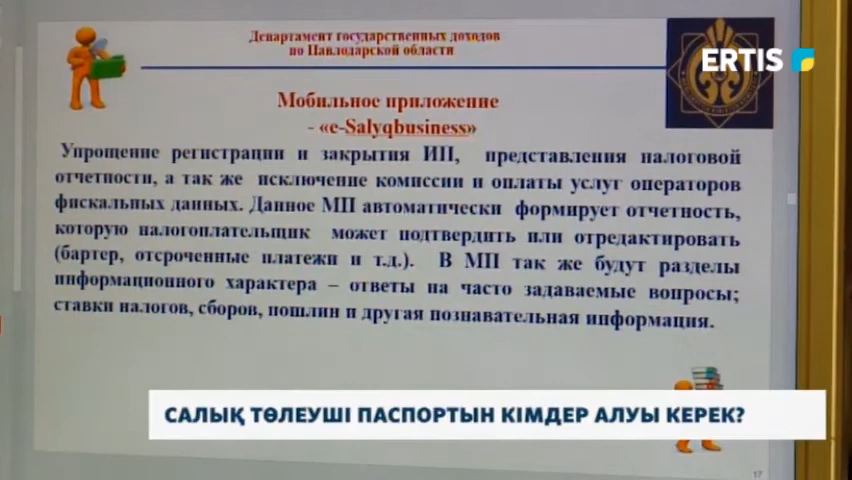 Департамент государственных доходов
по Павлодарской области
ERTIS
Мобильное приложение
- «e-Salyqbusiness»
Упрощение регистрации и закрытия ИП, представления налоговой
отчетности, а так же исключение комиссии и оплаты услуг операторов
фискальных данных. Данное МП автоматически формирует отчетность,
которую налогоплательщик может подтвердить или отредактировать
(бартер, отсроченные платежи и т.д.). В МП так же будут разделы
информационного характера – ответы на часто задаваемые вопросы;
ставки налогов, сборов, пошлин и другая познавательная информация.
САЛЫҚ ТӨЛЕУШІ ПАСПОРТЫН КІМДЕР АЛУЫ КЕРЕК?
17